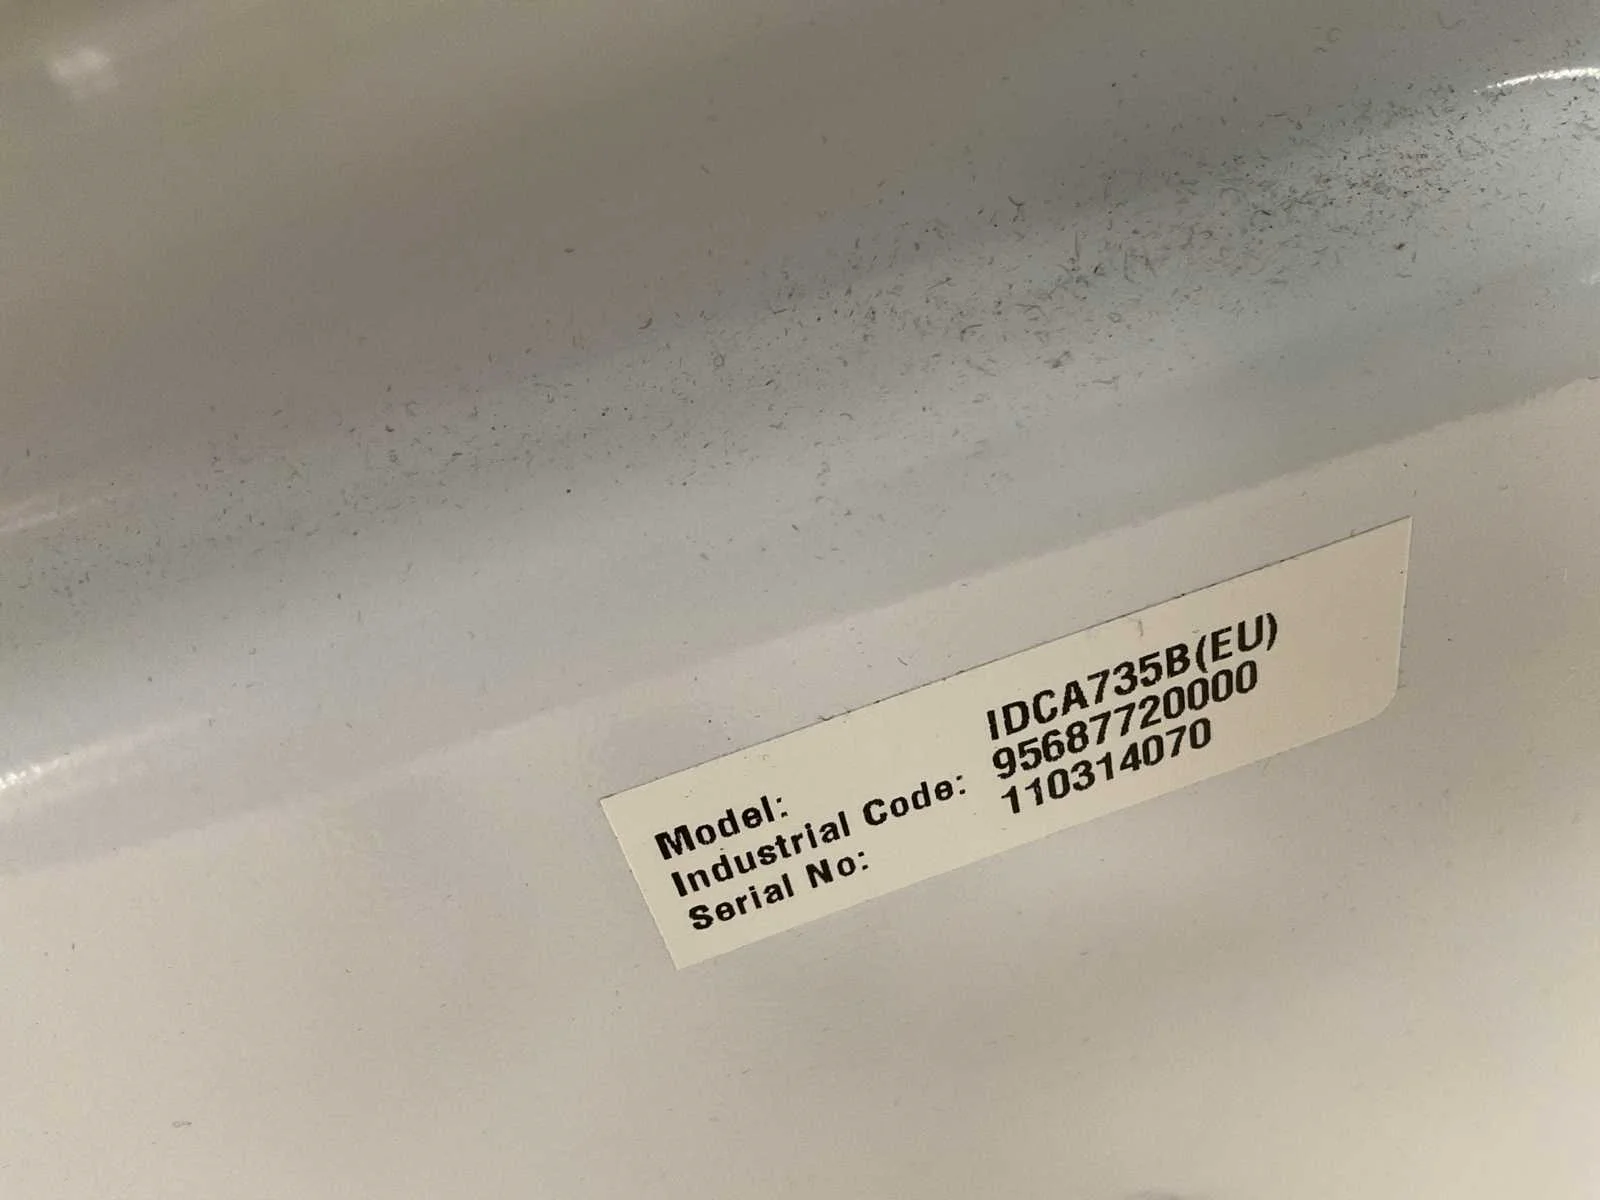 Model: IDCA735B(EU)
Industrial Code: 95687720000
Serial No: 110314070